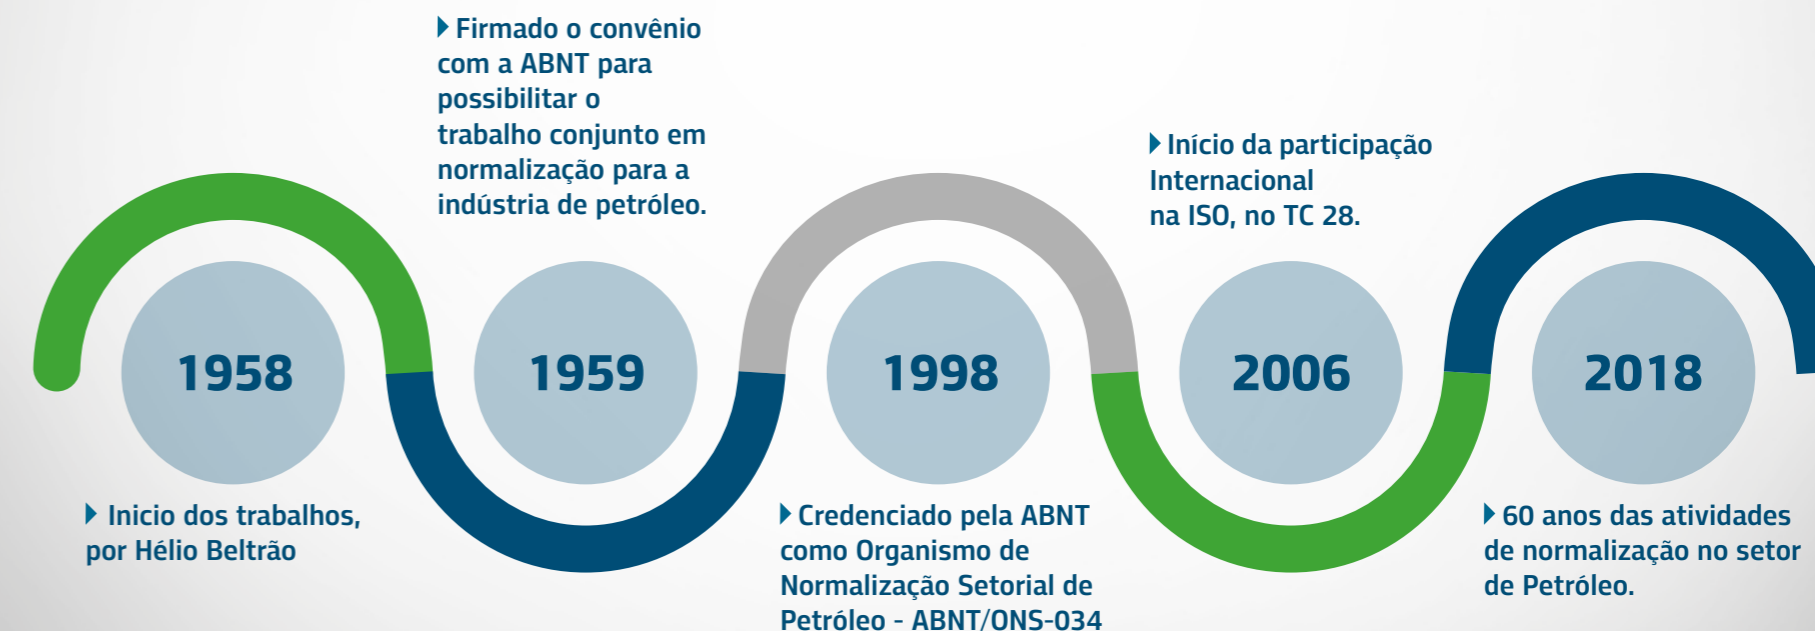 1958
Inicio dos trabalhos,
por Hélio Beltrão
Firmado o convênio
com a ABNT para
possibilitar o
trabalho conjunto em
normalização para a
indústria de petróleo.
1959
1998
Credenciado pela ABNT
como Organismo de
Normalização Setorial de
Petróleo - ABNT/ONS-034
Início da participação
Internacional
na ISO, no TC 28.
2006
2018
60 anos das atividades
de normalização no setor
de Petróleo.